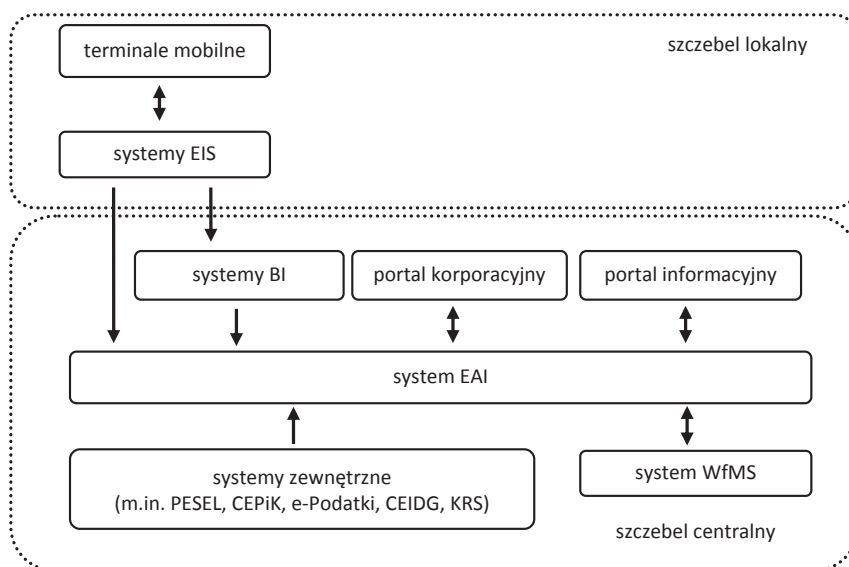 terminale mobilne
szczebel lokalny
systemy EIS
systemy BI
portal korporacyjny
portal informacyjny
system EAI
systemy zewnętrzne
(m.in. PESEL, CEPiK, e-Podatki, CEIDG, KRS)
system WfMS
szczebel centralny